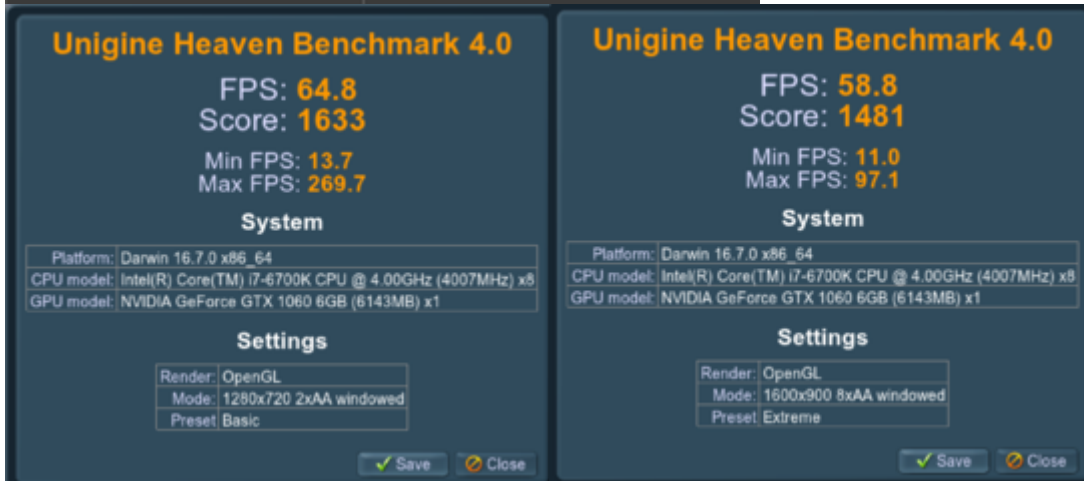 Unigine Heaven Benchmark 4.0
FPS: 64.8
Score: 1633
Min FPS: 13.7
Max FPS: 269.7
System
Platform: Darwin 16.7.0 x86_64
CPU model: Intel(R) Core(TM) i7-6700K CPU @ 4.00GHz (4007MHz) x8
GPU model: NVIDIA GeForce GTX 1060 6GB (6143MB) x1
Settings
Render: OpenGL
Mode: 1280x720 2xAA windowed
Preset Basic
Save Close
Unigine Heaven Benchmark 4.0
FPS: 58.8
Score: 1481
Min FPS: 11.0
Max FPS: 97.1
System
Platform: Darwin 16.7.0 x86_64
CPU model: Intel(R) Core(TM) i7-6700K CPU @ 4.00GHz (4007MHz) x8
GPU model: NVIDIA GeForce GTX 1060 6GB (6143MB) x1
Settings
Render: OpenGL
Mode: 1600x900 8xAA windowed
Preset Extreme
Save Close